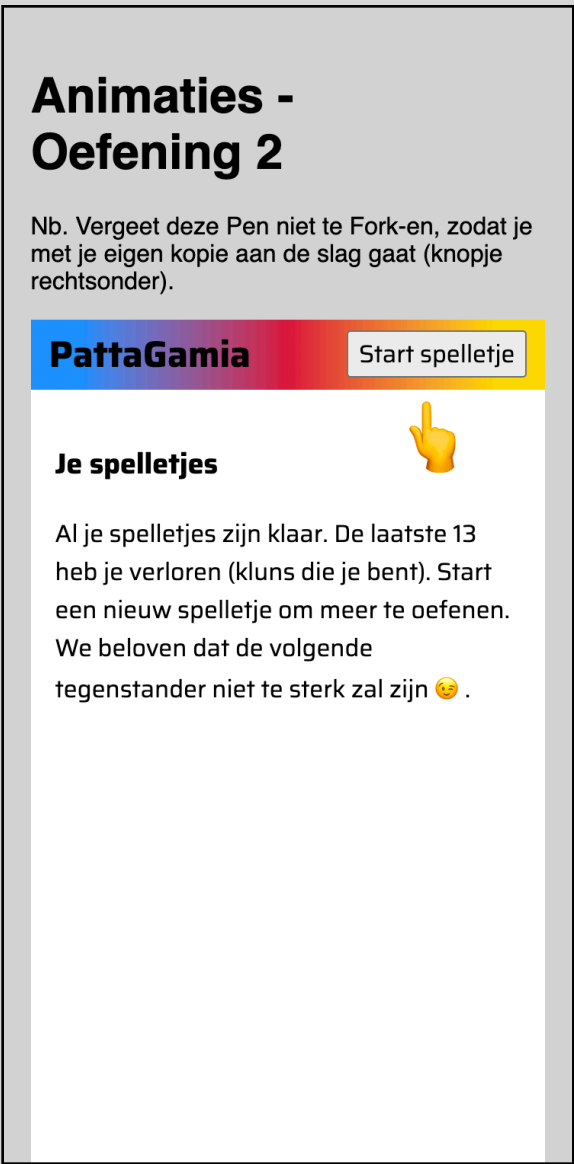 Animaties -
Oefening 2
Nb. Vergeet deze Pen niet te Fork-en, zodat je
met je eigen kopie aan de slag gaat (knopje
rechtsonder).
PattaGamia
Start spelletje
Je spelletjes
Al je spelletjes zijn klaar. De laatste 13
heb je verloren (kluns die je bent). Start
een nieuw spelletje om meer te oefenen.
We beloven dat de volgende
tegenstander niet te sterk zal zijn 😉 .